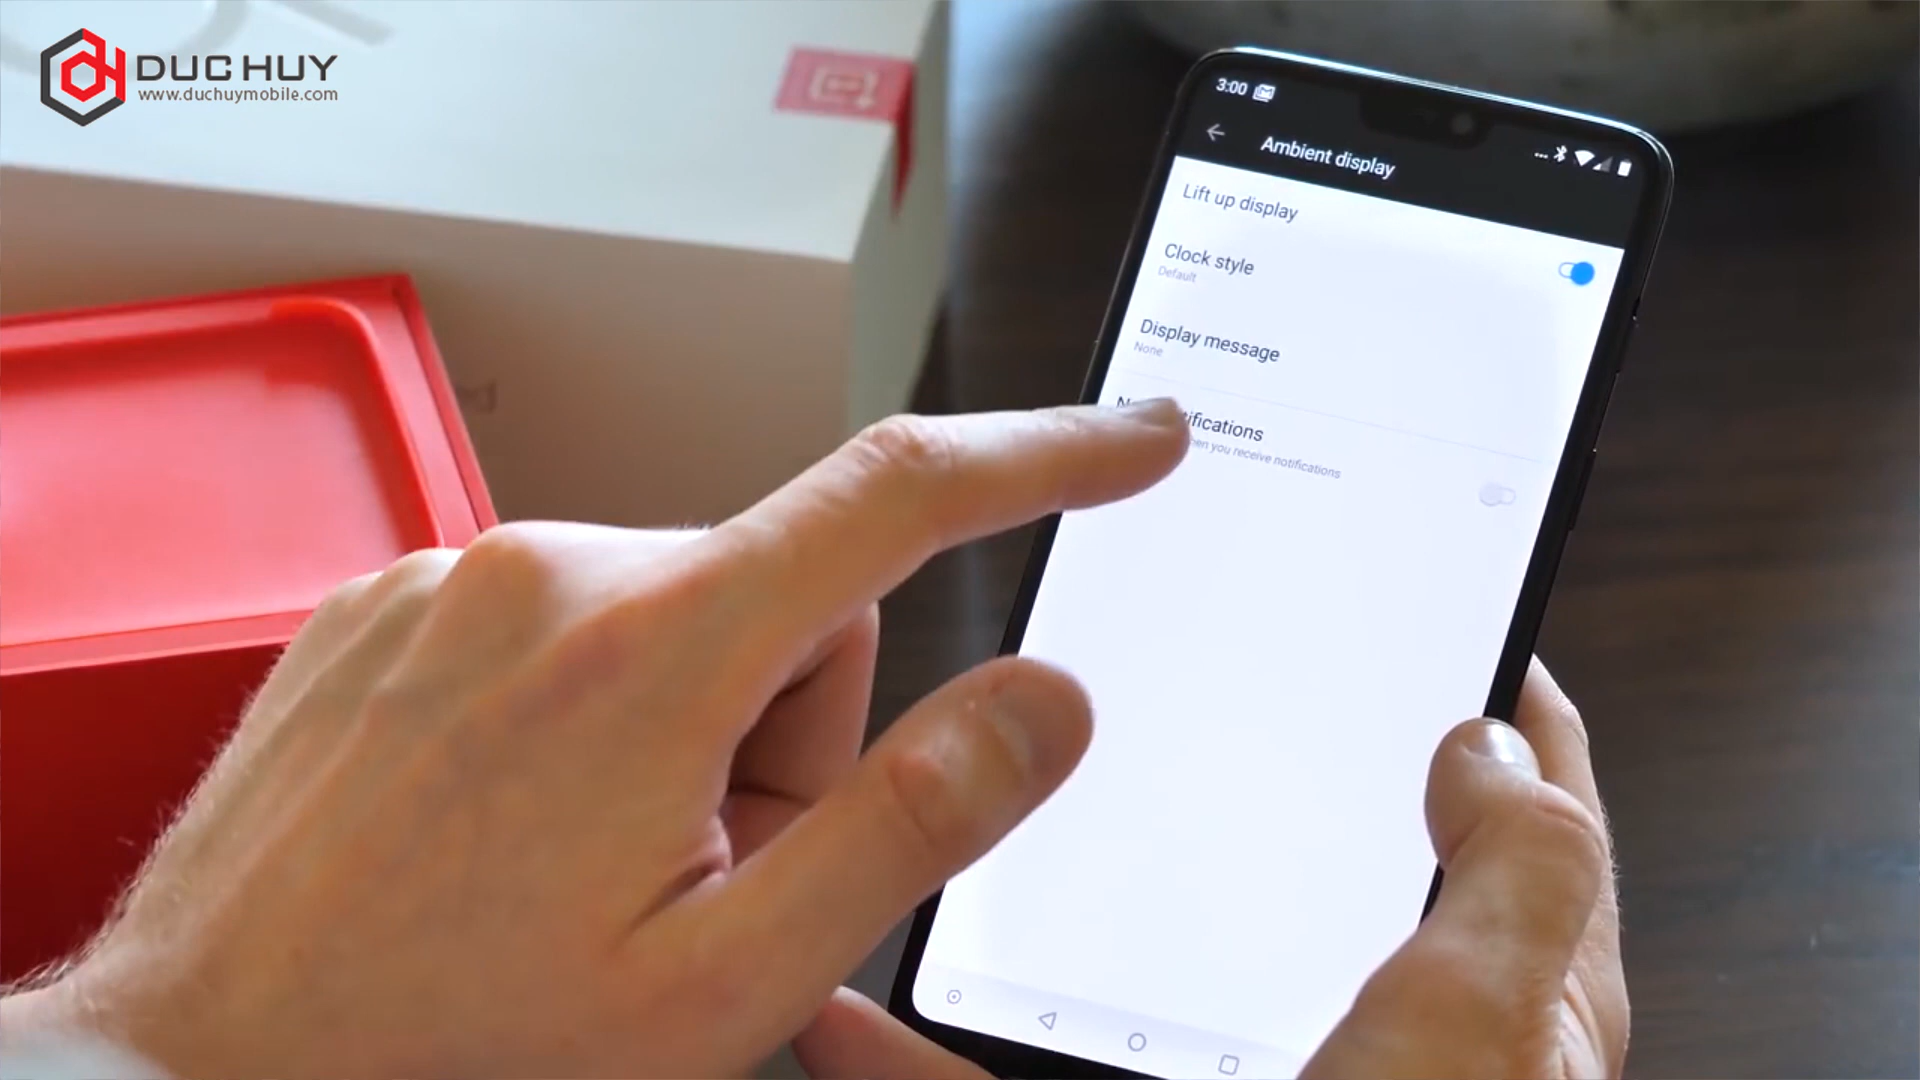 DUC HUY
www.duchuymobile.com
3:00
Ambient display
Lift up display
Clock style
Default
Display message
None
you receive notifications